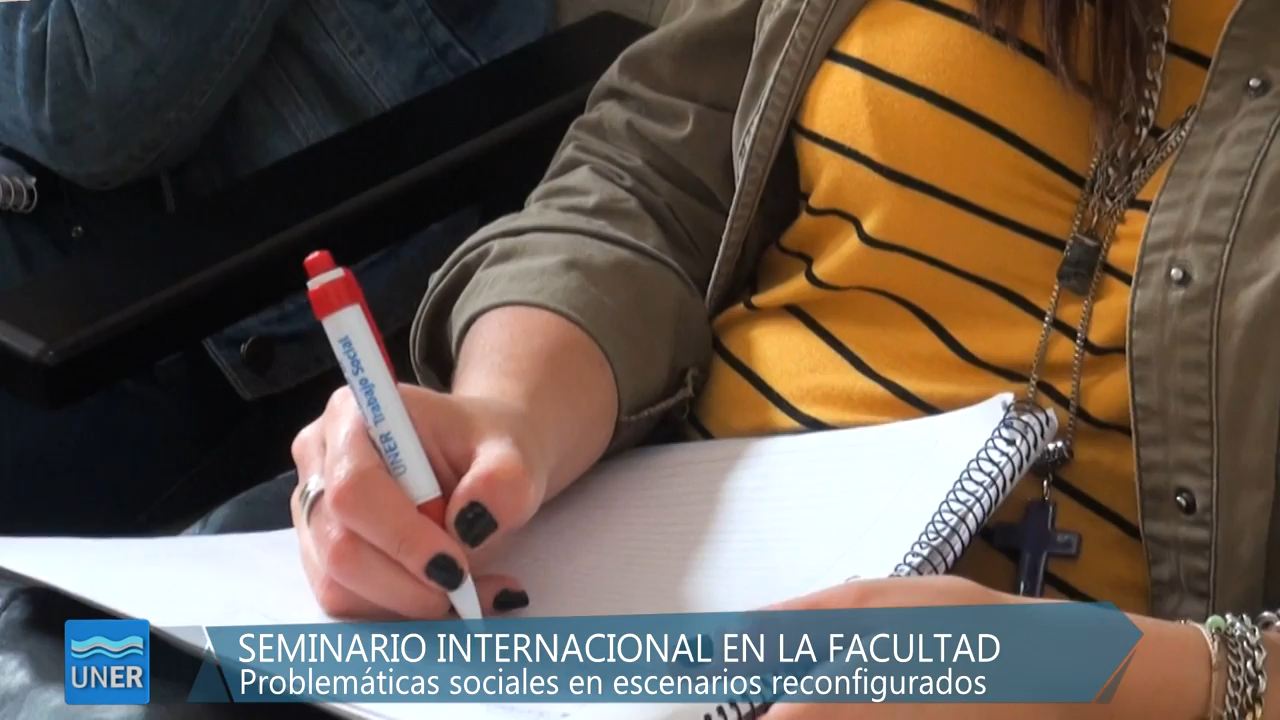 UNER Trabajo Social
SEMINARIO INTERNACIONAL EN LA FACULTAD
UNER
Problemáticas sociales en escenarios reconfigurados